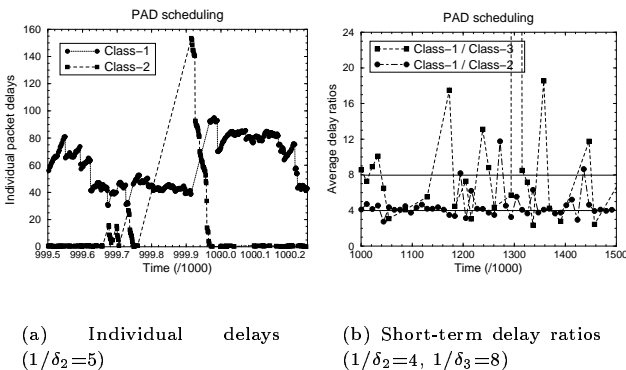 PAD scheduling
160
140
120
100
80
60
40
20
0
Individual packet delays
Class−1
Class−2
999.5 999.6 999.7 999.8 999.9 1000.0 1000.1 1000.2
Time (/1000)
PAD scheduling
24
20
16
12
8
4
0
Average delay ratios
Class−1 / Class−3
Class−1 / Class−2
1000 1100 1200 1300 1400 1500
Time (/1000)
(a) Individual delays
(1/δ₂=5)
(b) Short-term delay ratios
(1/δ₂=4, 1/δ₃=8)